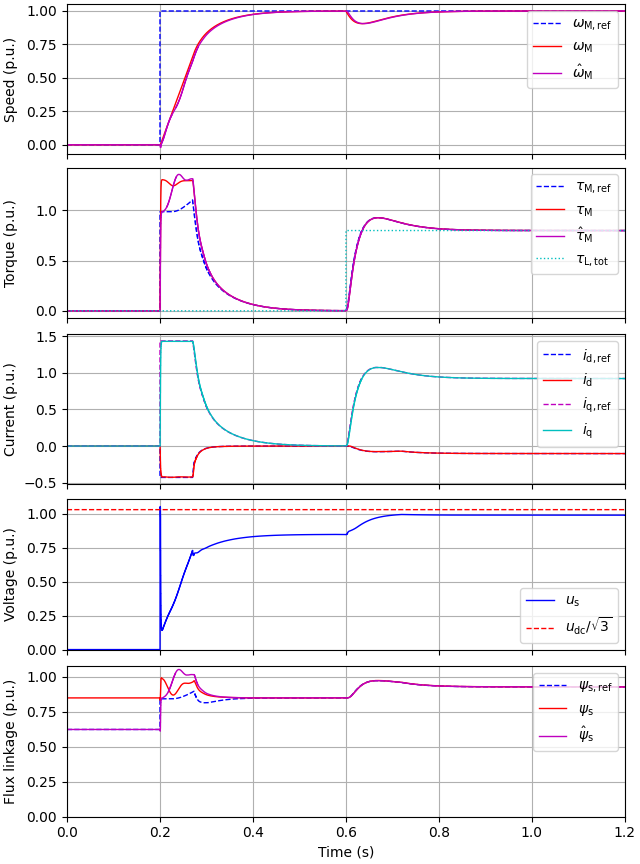 1.00
0.75
0.50
0.25
0.00
Speed (p.u.)
ω_M,ref
ω_M
ω̂_M
1.0
0.5
0.0
Torque (p.u.)
τ_M,ref
τ_M
τ̂_M
τ_L,tot
1.5
1.0
0.5
0.0
−0.5
Current (p.u.)
i_d,ref
i_d
i_q,ref
i_q
1.00
0.75
0.50
0.25
0.00
Voltage (p.u.)
u_s
u_dc/√3
1.00
0.75
0.50
0.25
0.00
Flux linkage (p.u.)
ψ_s,ref
ψ_s
ψ̂_s
0.0 0.2 0.4 0.6 0.8 1.0 1.2
Time (s)